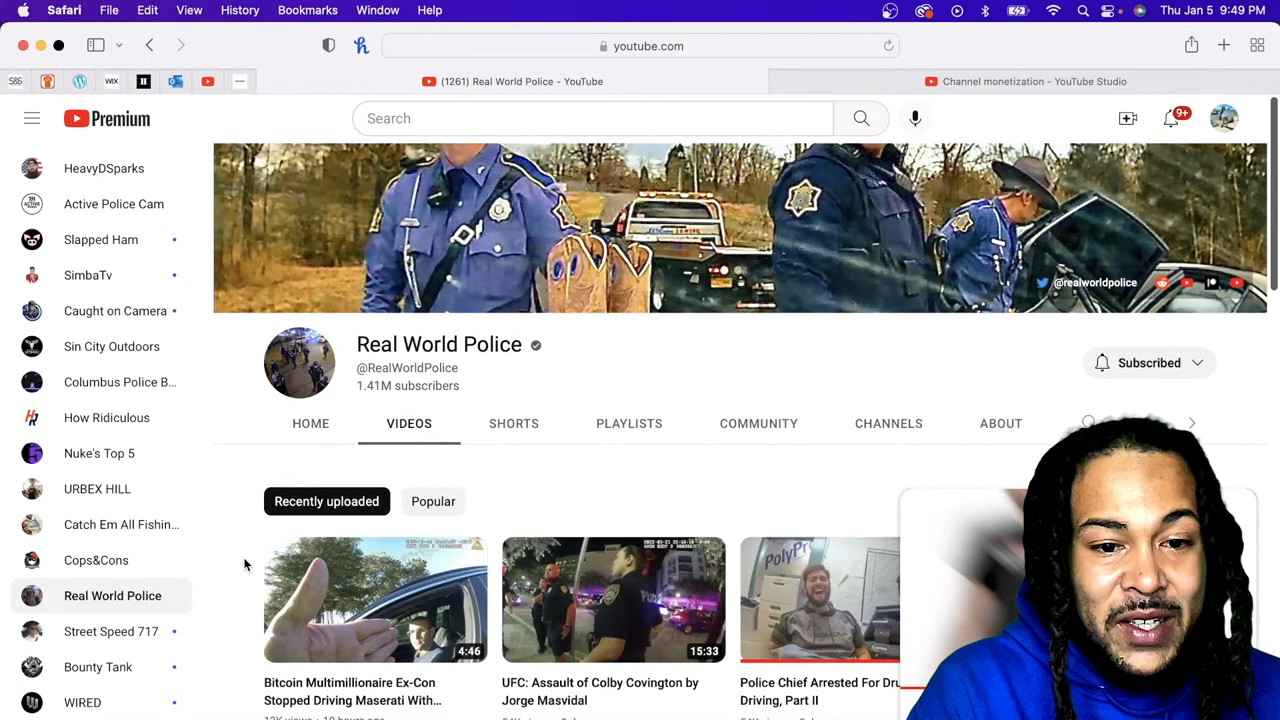 Safari File Edit View History Bookmarks Window Help Thu Jan 5 9:49 PM
youtube.com
S&S WIX (1261) Real World Police - YouTube Channel monetization - YouTube Studio
Premium Search 9+
@realworldpolice
HeavyDSparks
Active Police Cam
Slapped Ham
SimbaTv
Caught on Camera
Sin City Outdoors
Columbus Police B...
How Ridiculous
Nuke's Top 5
URBEX HILL
Catch Em All Fishin...
Cops&Cons
Real World Police
Street Speed 717
Bounty Tank
WIRED
Real World Police
@RealWorldPolice
1.41M subscribers
Subscribed
HOME VIDEOS SHORTS PLAYLISTS COMMUNITY CHANNELS ABOUT
Recently uploaded Popular
4:46
15:33
Bitcoin Multimillionaire Ex-Con
Stopped Driving Maserati With...
UFC: Assault of Colby Covington by
Jorge Masvidal
Police Chief Arrested For Dru
Driving, Part II